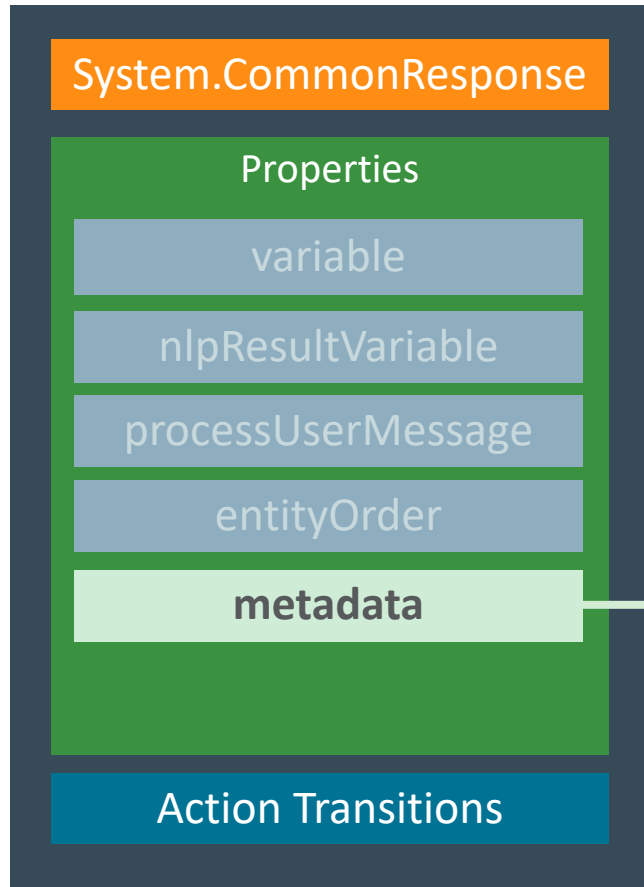 System.CommonResponse
Properties
variable
nlpResultVariable
processUserMessage
entityOrder
metadata
Action Transitions